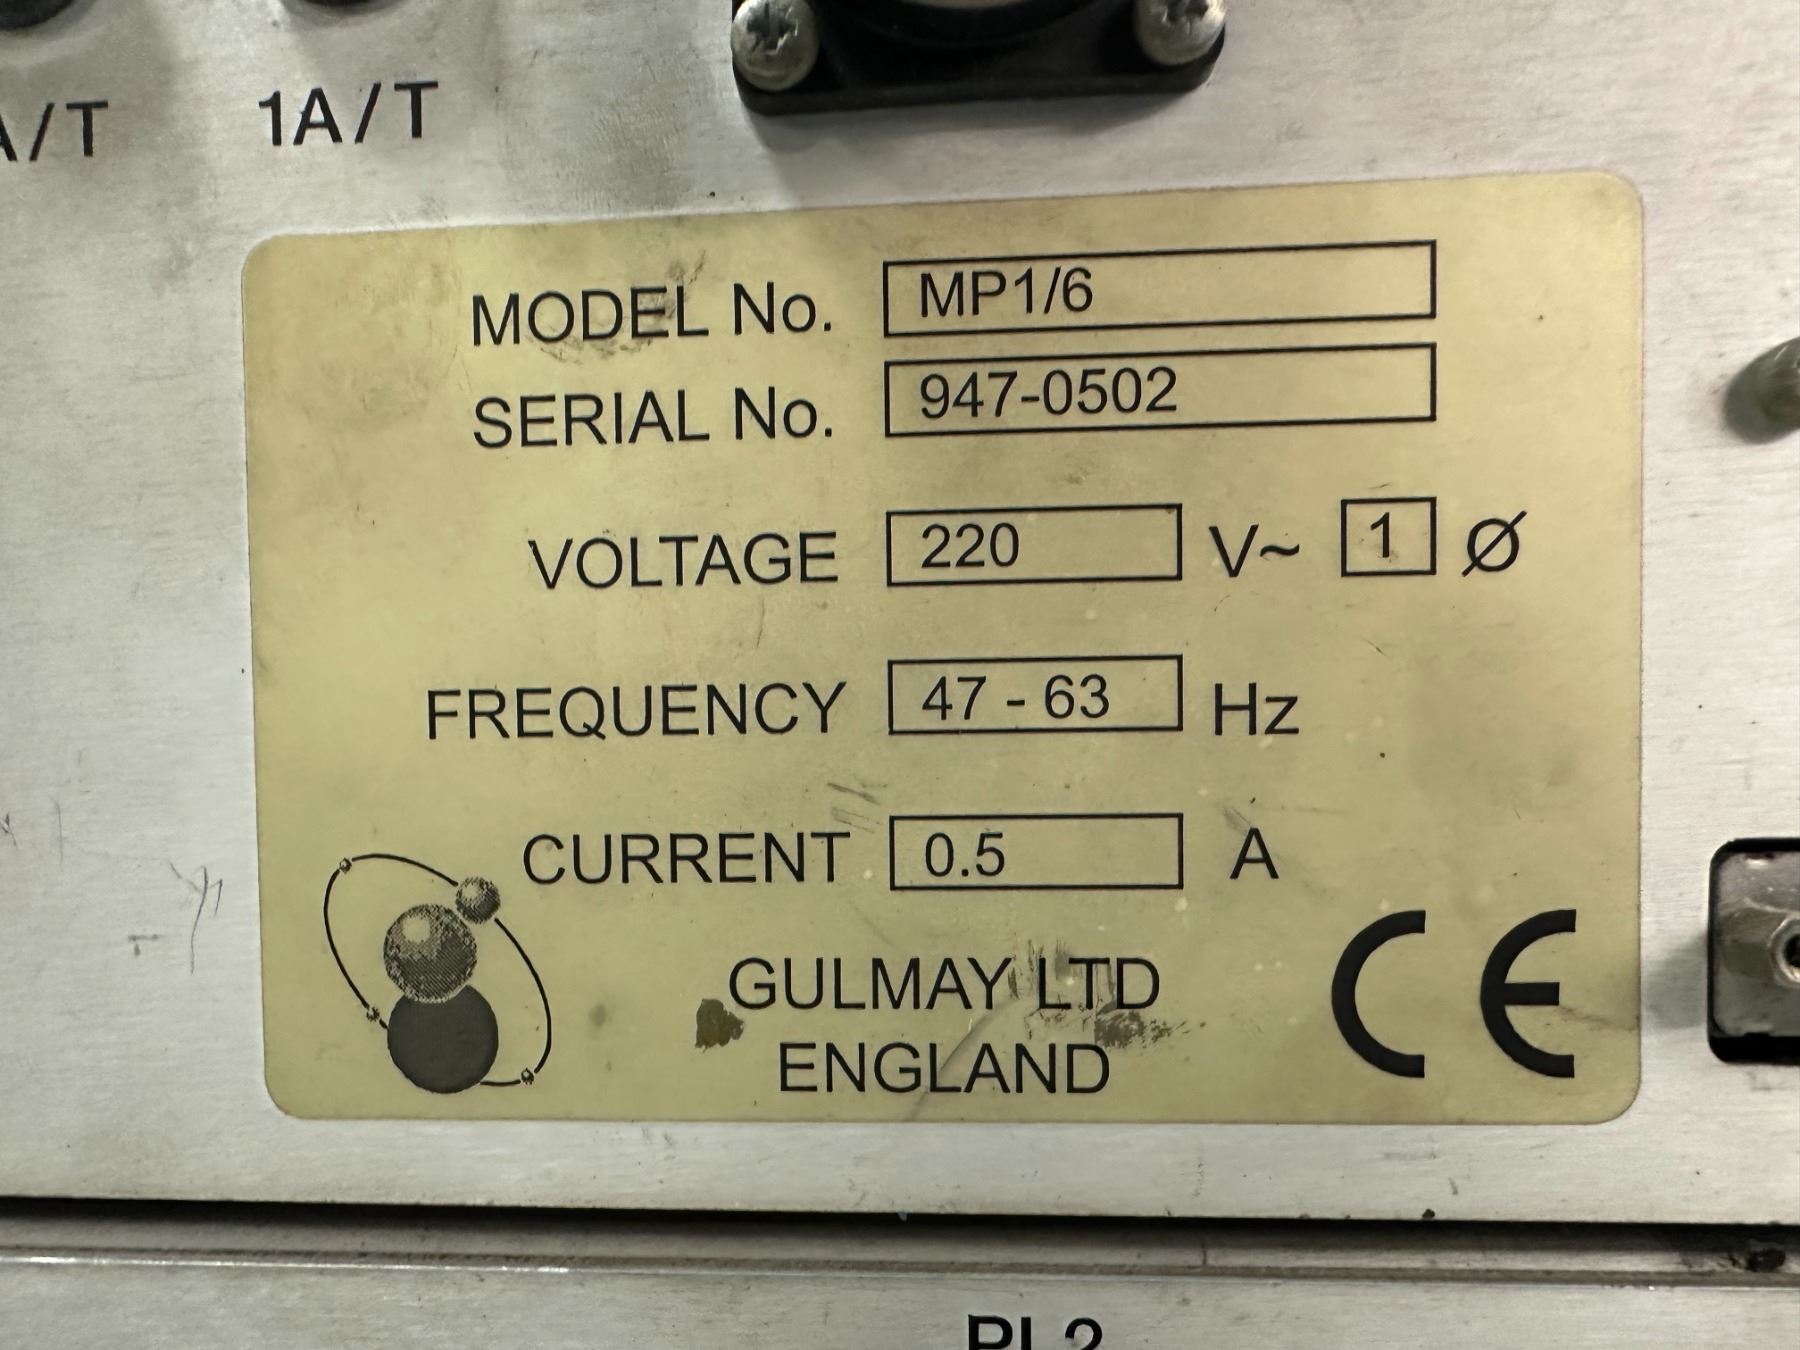 A/T 1A/T
MODEL No. MP1/6
SERIAL No. 947-0502
VOLTAGE 220 V~ 1 Ø
FREQUENCY 47 - 63 Hz
CURRENT 0.5 A
GULMAY LTD
ENGLAND
CE
PL2